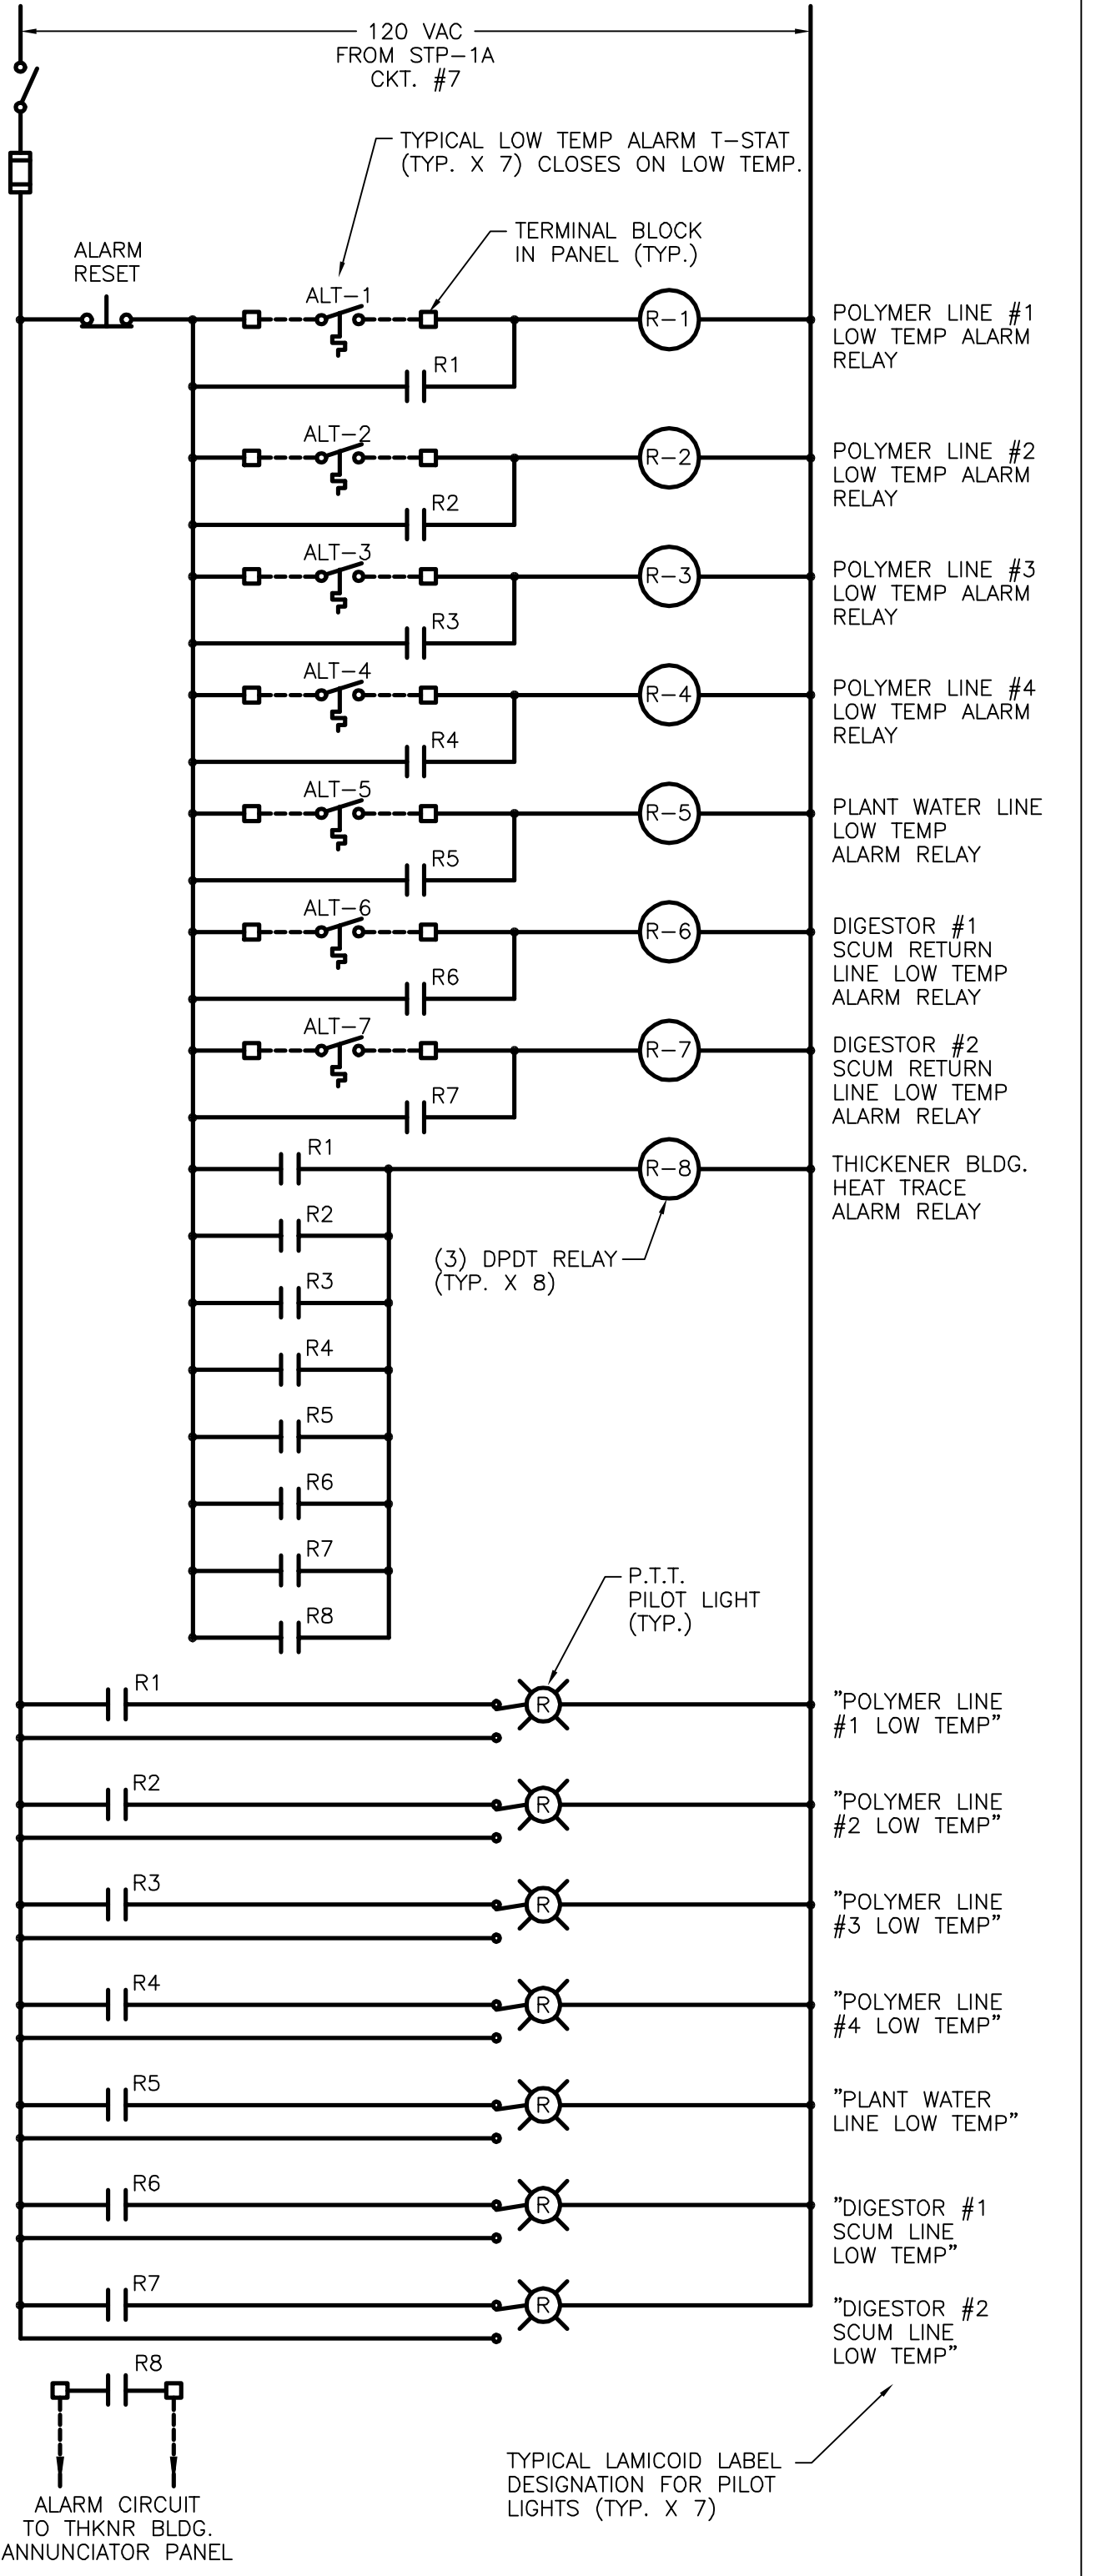 120 VAC
FROM STP-1A
CKT. #7
TYPICAL LOW TEMP ALARM T-STAT
(TYP. X 7) CLOSES ON LOW TEMP.
TERMINAL BLOCK
IN PANEL (TYP.)
ALARM
RESET
ALT-1
R-1
POLYMER LINE #1
LOW TEMP ALARM
RELAY
R1
ALT-2
R-2
POLYMER LINE #2
LOW TEMP ALARM
RELAY
R2
ALT-3
R-3
POLYMER LINE #3
LOW TEMP ALARM
RELAY
R3
ALT-4
R-4
POLYMER LINE #4
LOW TEMP ALARM
RELAY
R4
ALT-5
R-5
PLANT WATER LINE
LOW TEMP
ALARM RELAY
R5
ALT-6
R-6
DIGESTOR #1
SCUM RETURN
LINE LOW TEMP
ALARM RELAY
R6
ALT-7
R-7
DIGESTOR #2
SCUM RETURN
LINE LOW TEMP
ALARM RELAY
R7
R1
R-8
THICKENER BLDG.
HEAT TRACE
ALARM RELAY
R2
(3) DPDT RELAY
(TYP. X 8)
R3
R4
R5
R6
R7
R8
P.T.T.
PILOT LIGHT
(TYP.)
R1
R
"POLYMER LINE
#1 LOW TEMP"
R2
R
"POLYMER LINE
#2 LOW TEMP"
R3
R
"POLYMER LINE
#3 LOW TEMP"
R4
R
"POLYMER LINE
#4 LOW TEMP"
R5
R
"PLANT WATER
LINE LOW TEMP"
R6
R
"DIGESTOR #1
SCUM LINE
LOW TEMP"
R7
R
"DIGESTOR #2
SCUM LINE
LOW TEMP"
R8
ALARM CIRCUIT
TO THKNR BLDG.
ANNUNCIATOR PANEL
TYPICAL LAMICOID LABEL
DESIGNATION FOR PILOT
LIGHTS (TYP. X 7)